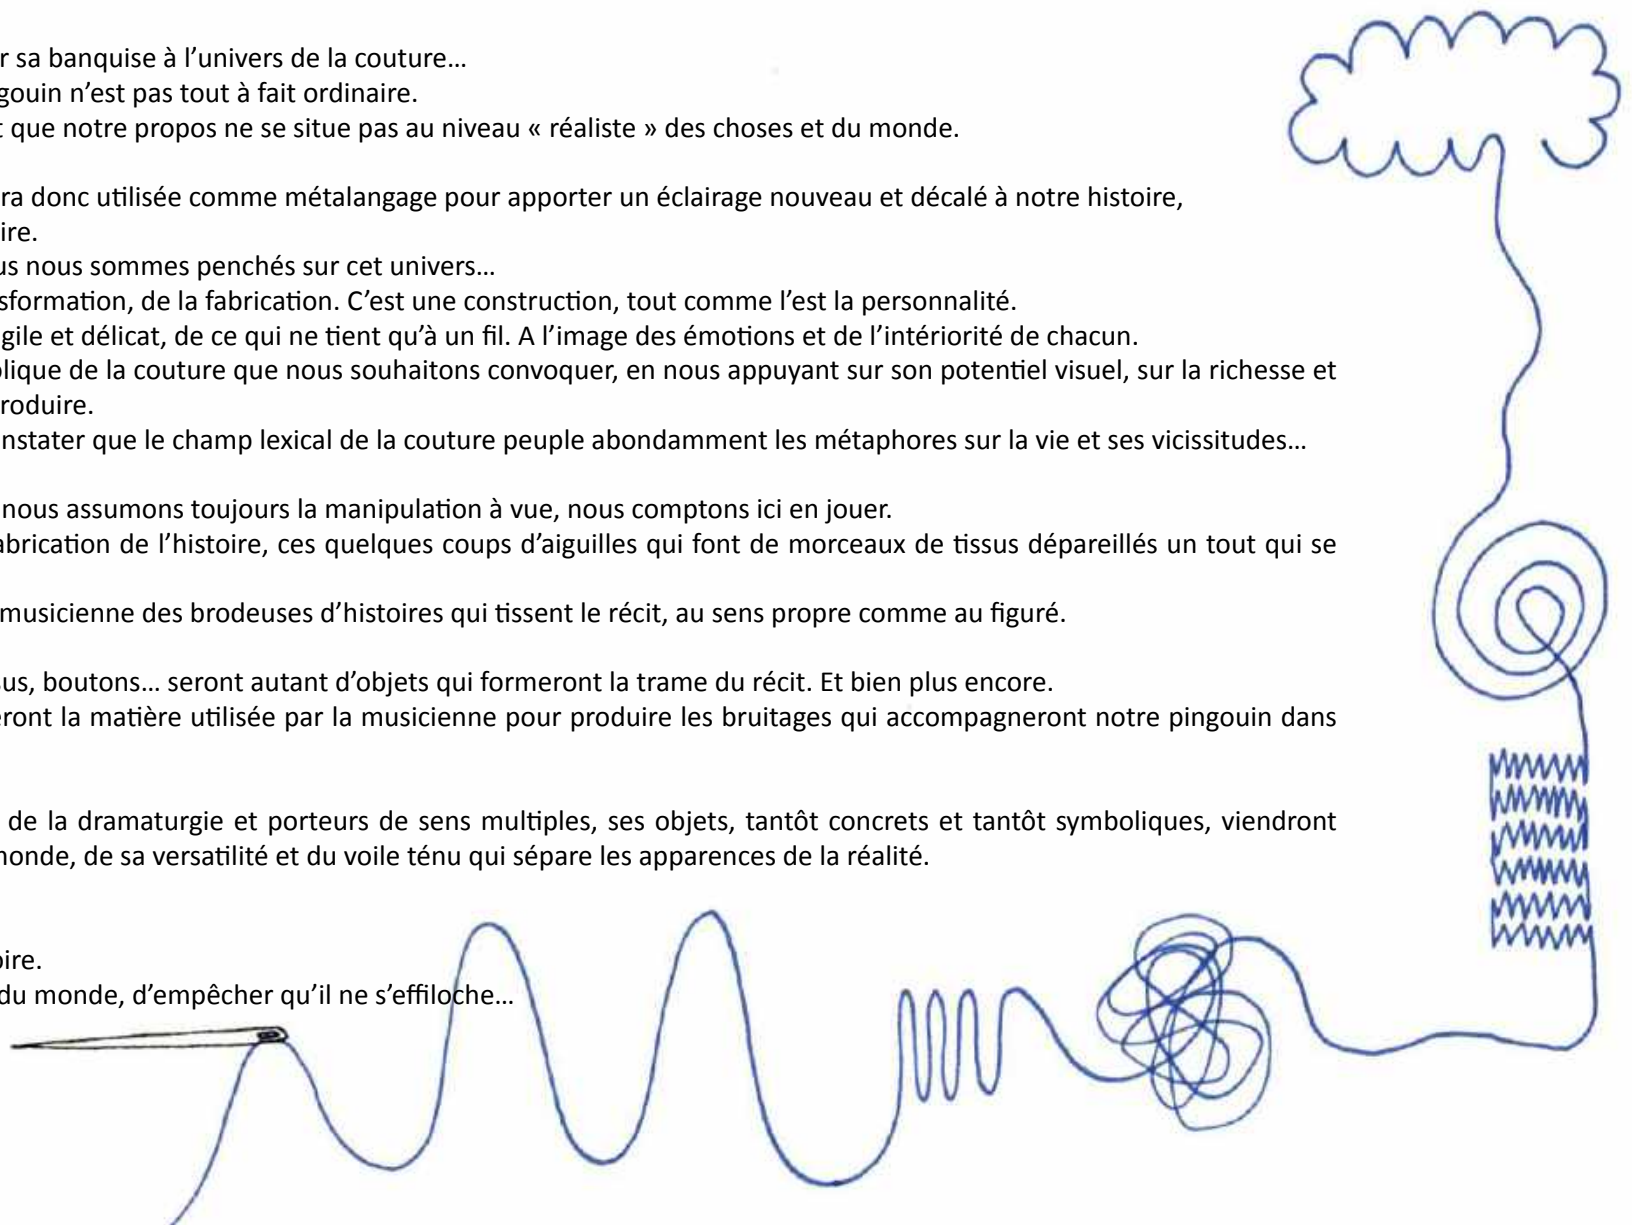 r sa banquise à l’univers de la couture…
gouin n’est pas tout à fait ordinaire.
t que notre propos ne se situe pas au niveau « réaliste » des choses et du monde.
ra donc utilisée comme métalangage pour apporter un éclairage nouveau et décalé à notre histoire,
ire.
us nous sommes penchés sur cet univers…
sformation, de la fabrication. C’est une construction, tout comme l’est la personnalité.
gile et délicat, de ce qui ne tient qu’à un fil. A l’image des émotions et de l’intériorité de chacun.
olique de la couture que nous souhaitons convoquer, en nous appuyant sur son potentiel visuel, sur la richesse et
roduire.
nstater que le champ lexical de la couture peuple abondamment les métaphores sur la vie et ses vicissitudes…
nous assumons toujours la manipulation à vue, nous comptons ici en jouer.
abrication de l’histoire, ces quelques coups d’aiguilles qui font de morceaux de tissus dépareillés un tout qui se
musicienne des brodeuses d’histoires qui tissent le récit, au sens propre comme au figuré.
sus, boutons… seront autant d’objets qui formeront la trame du récit. Et bien plus encore.
eront la matière utilisée par la musicienne pour produire les bruitages qui accompagneront notre pingouin dans
de la dramaturgie et porteurs de sens multiples, ses objets, tantôt concrets et tantôt symboliques, viendront
monde, de sa versatilité et du voile ténu qui sépare les apparences de la réalité.
oire.
du monde, d’empêcher qu’il ne s’effiloche…